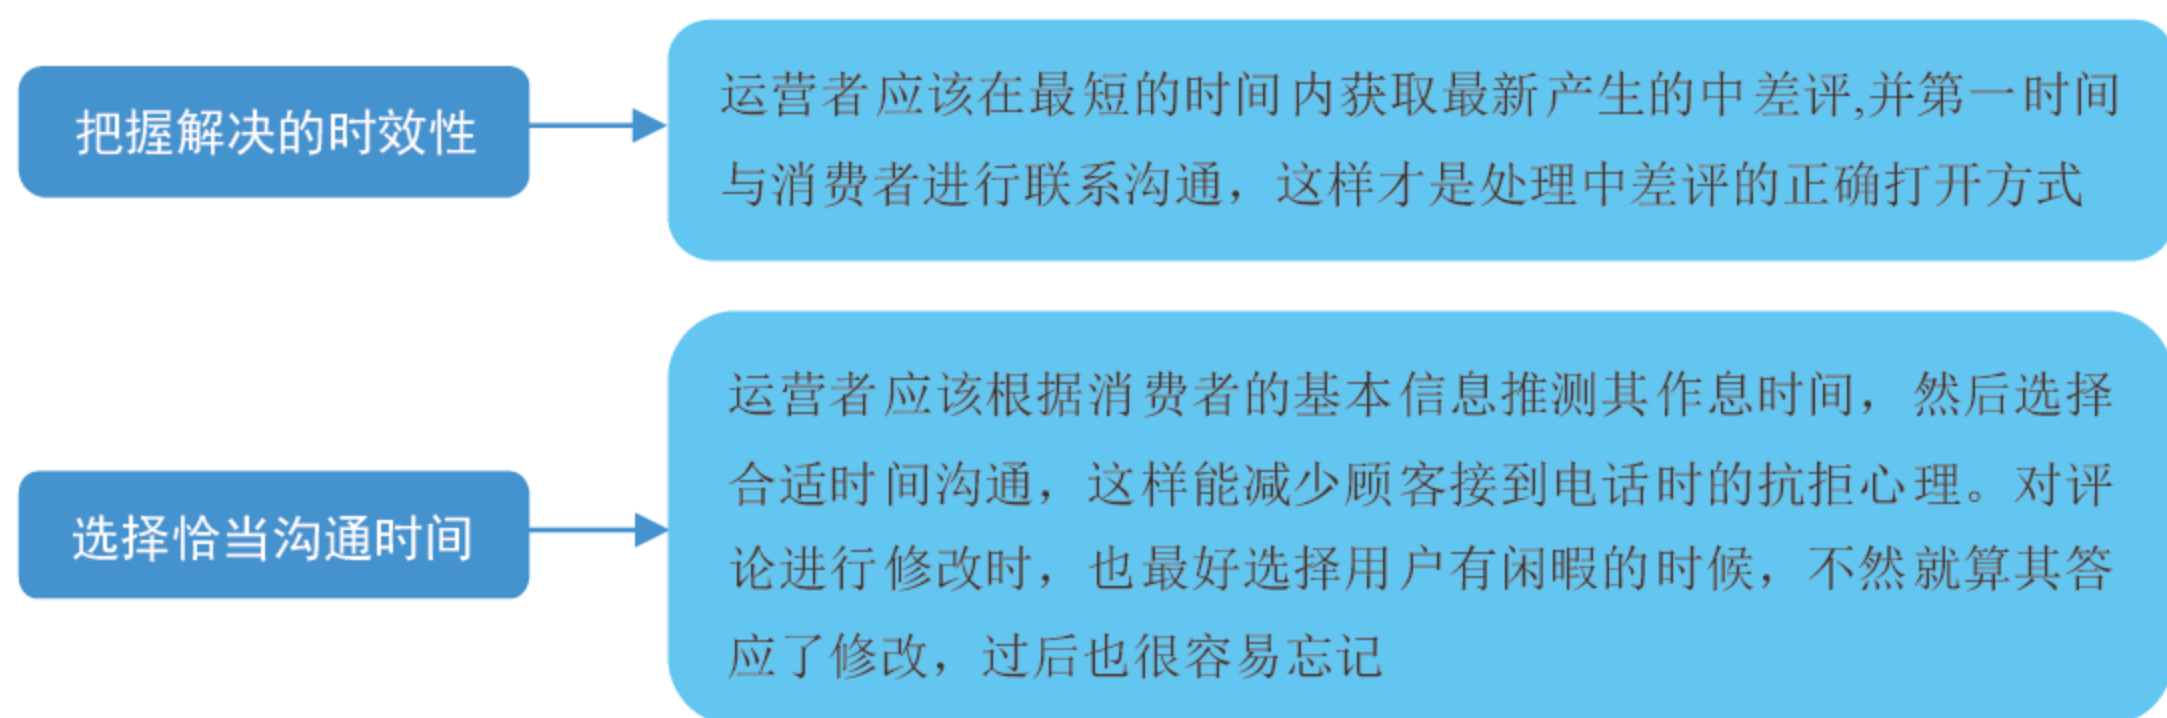 把握解决的时效性
运营者应该在最短的时间内获取最新产生的中差评,并第一时间
与消费者进行联系沟通，这样才是处理中差评的正确打开方式
选择恰当沟通时间
运营者应该根据消费者的基本信息推测其作息时间，然后选择
合适时间沟通，这样能减少顾客接到电话时的抗拒心理。对评
论进行修改时，也最好选择用户有闲暇的时候，不然就算其答
应了修改，过后也很容易忘记